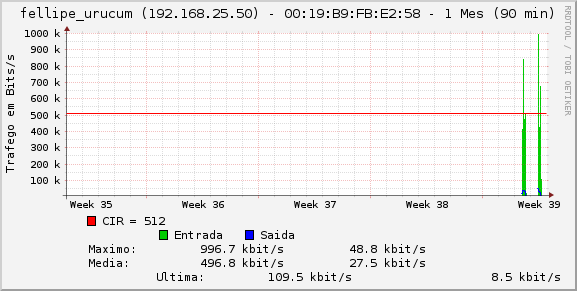 fellipe_urucum (192.168.25.50) - 00:19:B9:FB:E2:58 - 1 Mes (90 min)
RRDTOOL / TOBI OETIKER
Trafego em Bits/s
1000 k
900 k
800 k
700 k
600 k
500 k
400 k
300 k
200 k
100 k
Week 35 Week 36 Week 37 Week 38 Week 39
CIR = 512
Entrada Saida
Maximo: 996.7 kbit/s 48.8 kbit/s
Media: 496.8 kbit/s 27.5 kbit/s
Ultima: 109.5 kbit/s 8.5 kbit/s